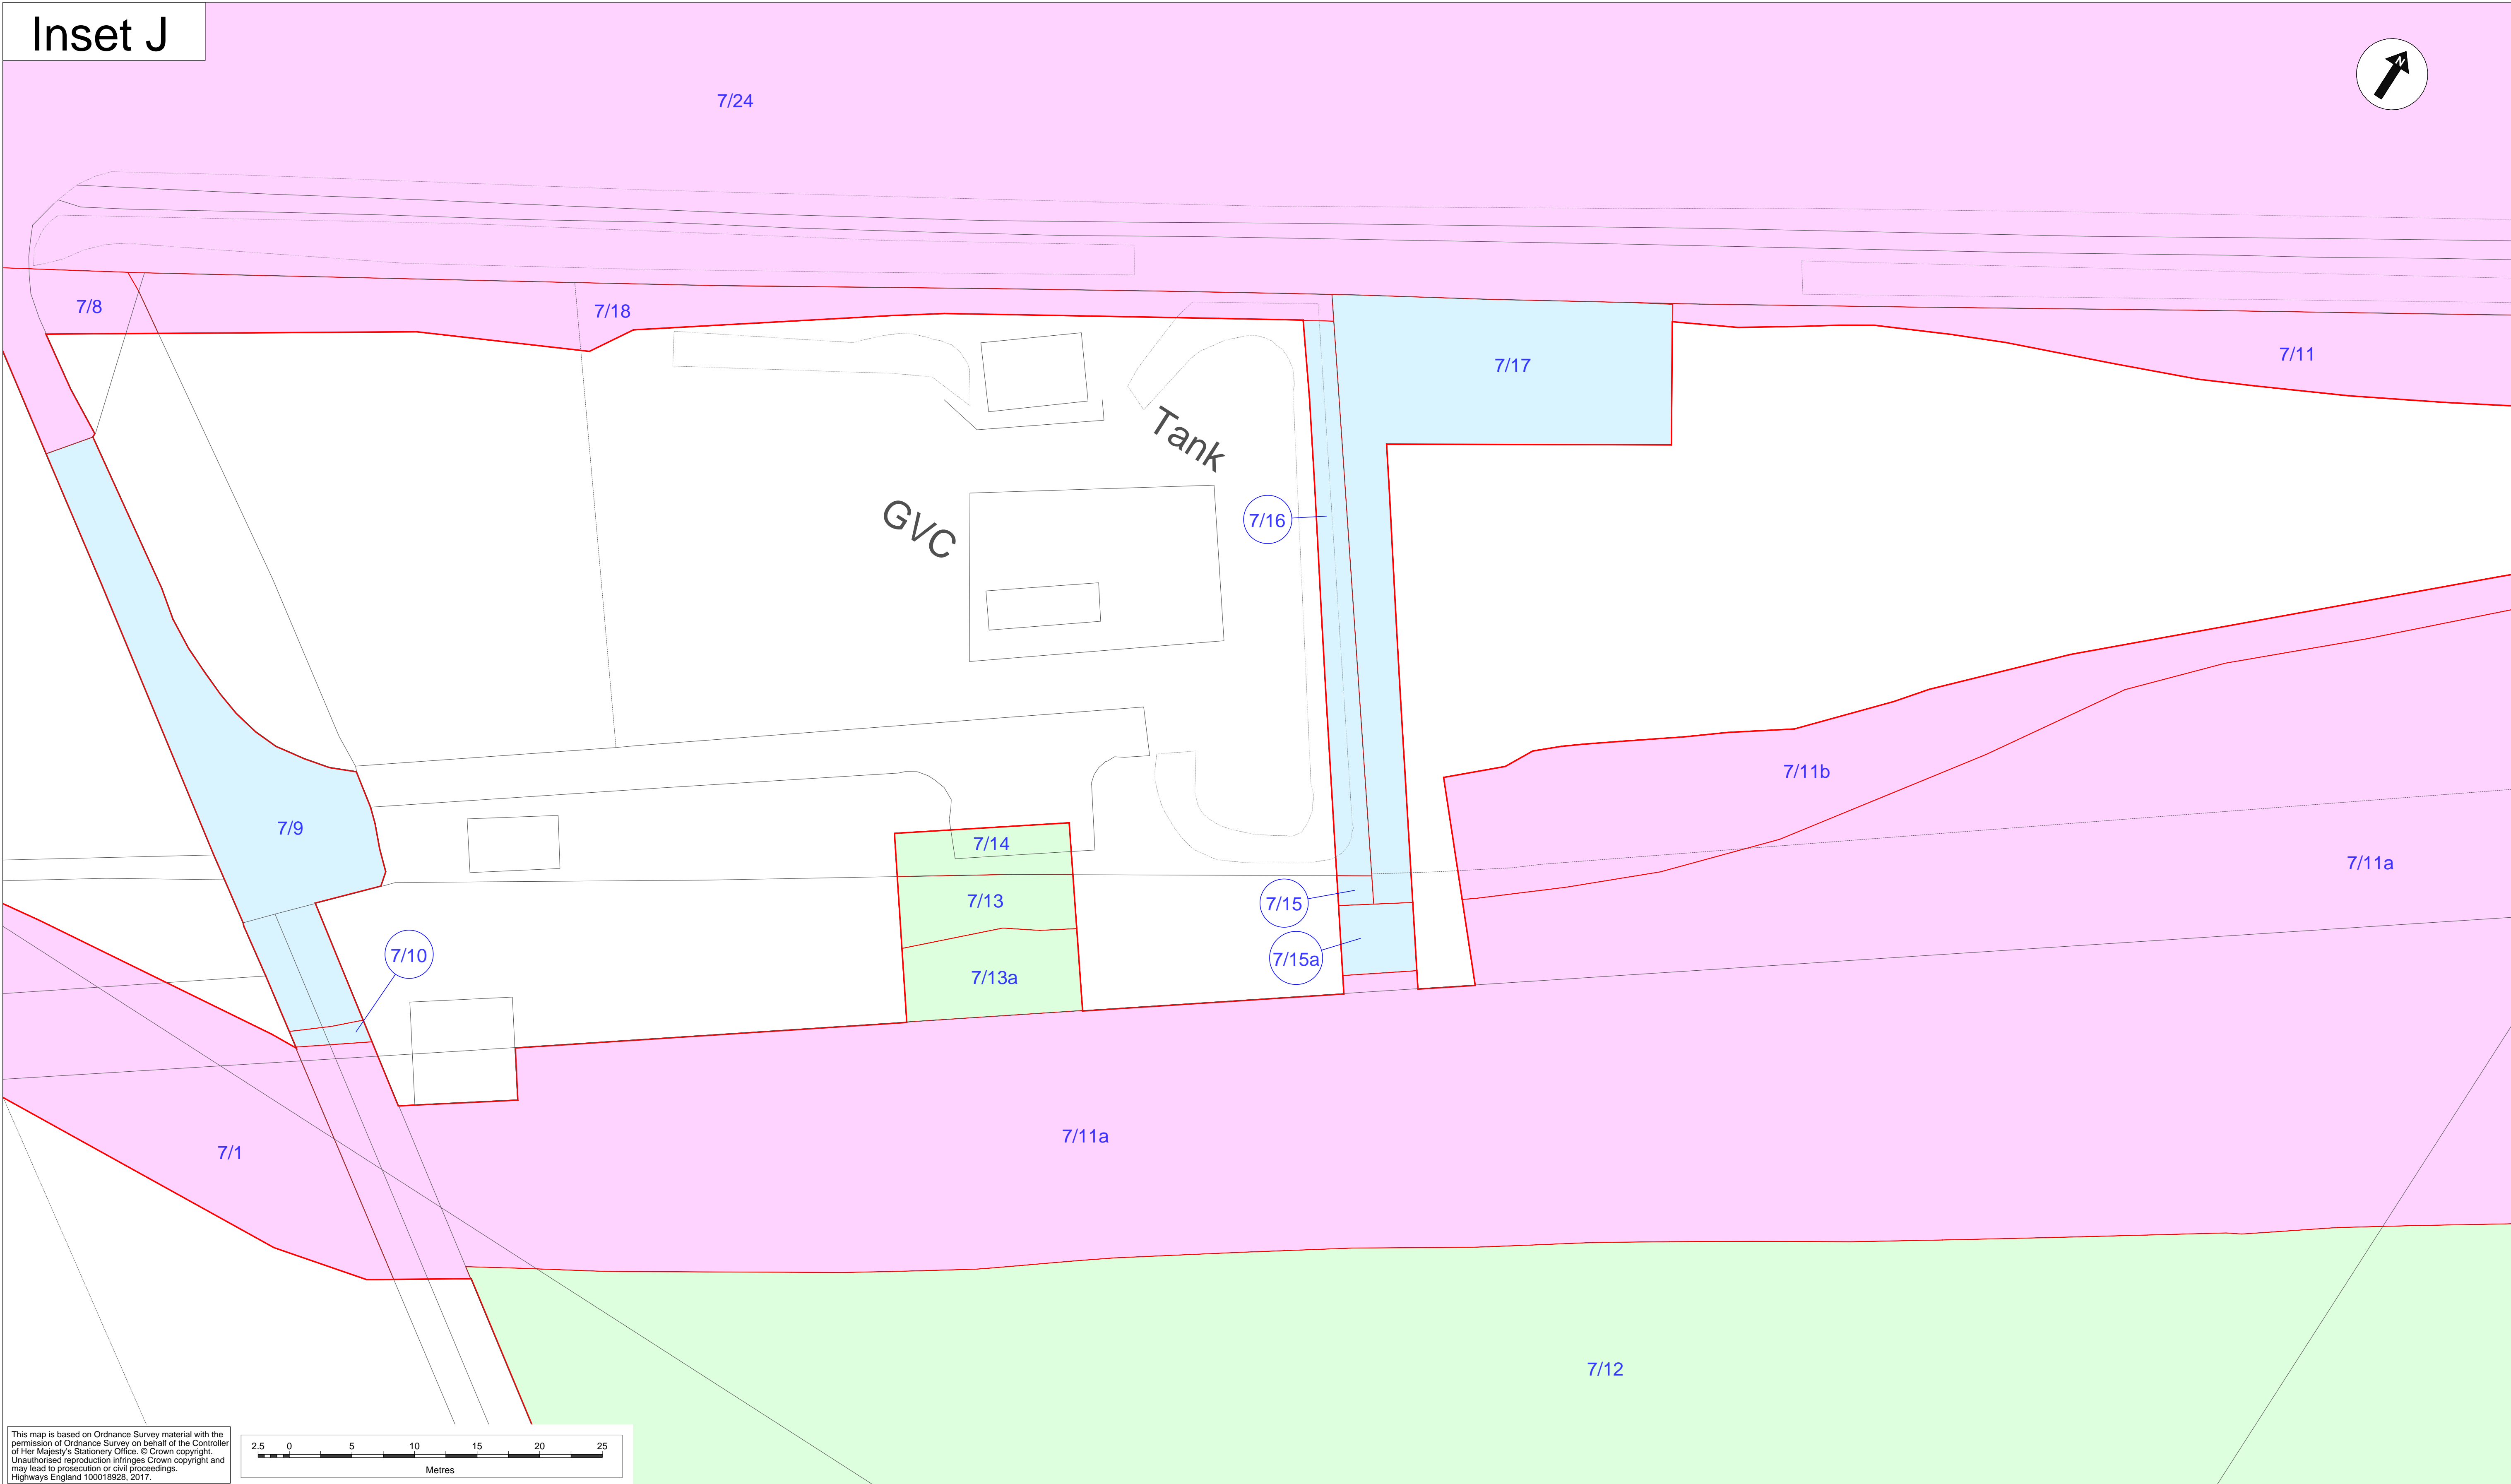 Inset J
N
7/24
7/8
7/18
7/17
7/11
Tank
GVC
7/16
7/11b
7/9
7/14
7/11a
7/13
7/15
7/10
7/15a
7/13a
7/11a
7/1
7/12
This map is based on Ordnance Survey material with the
permission of Ordnance Survey on behalf of the Controller
of Her Majesty's Stationery Office. © Crown copyright.
Unauthorised reproduction infringes Crown copyright and
may lead to prosecution or civil proceedings.
Highways England 100018928, 2017.
2.5 0 5 10 15 20 25
Metres